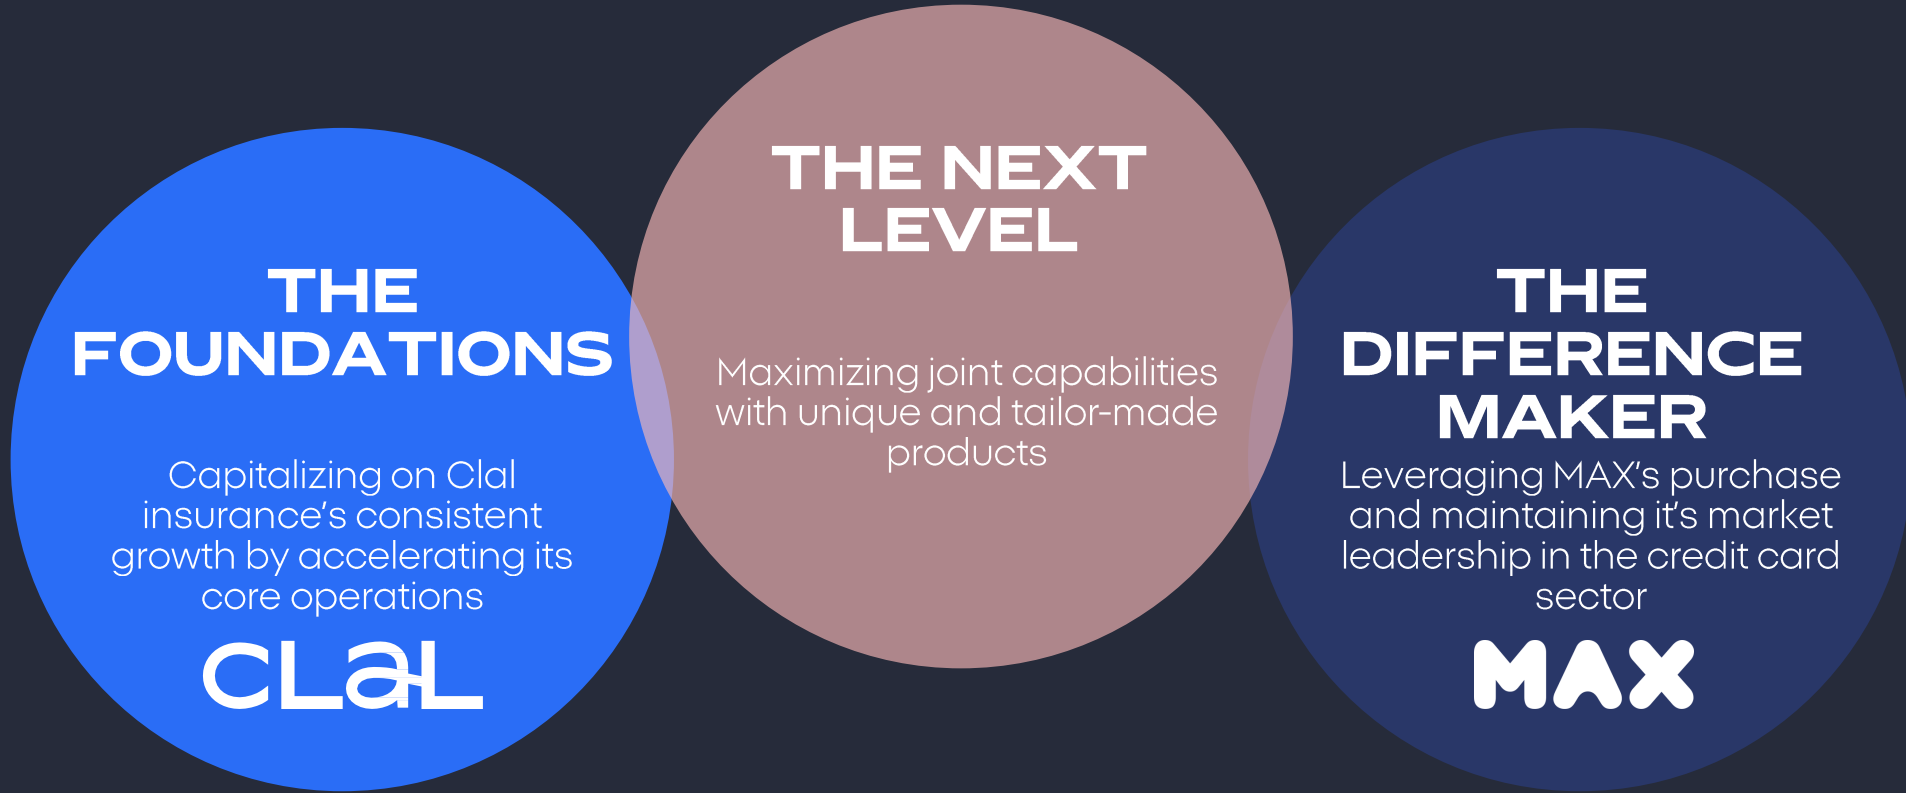 THE
FOUNDATIONS
Capitalizing on Clal
insurance’s consistent
growth by accelerating its
core operations
CLaL
THE NEXT
LEVEL
Maximizing joint capabilities
with unique and tailor-made
products
THE
DIFFERENCE
MAKER
Leveraging MAX’s purchase
and maintaining it’s market
leadership in the credit card
sector
MAX